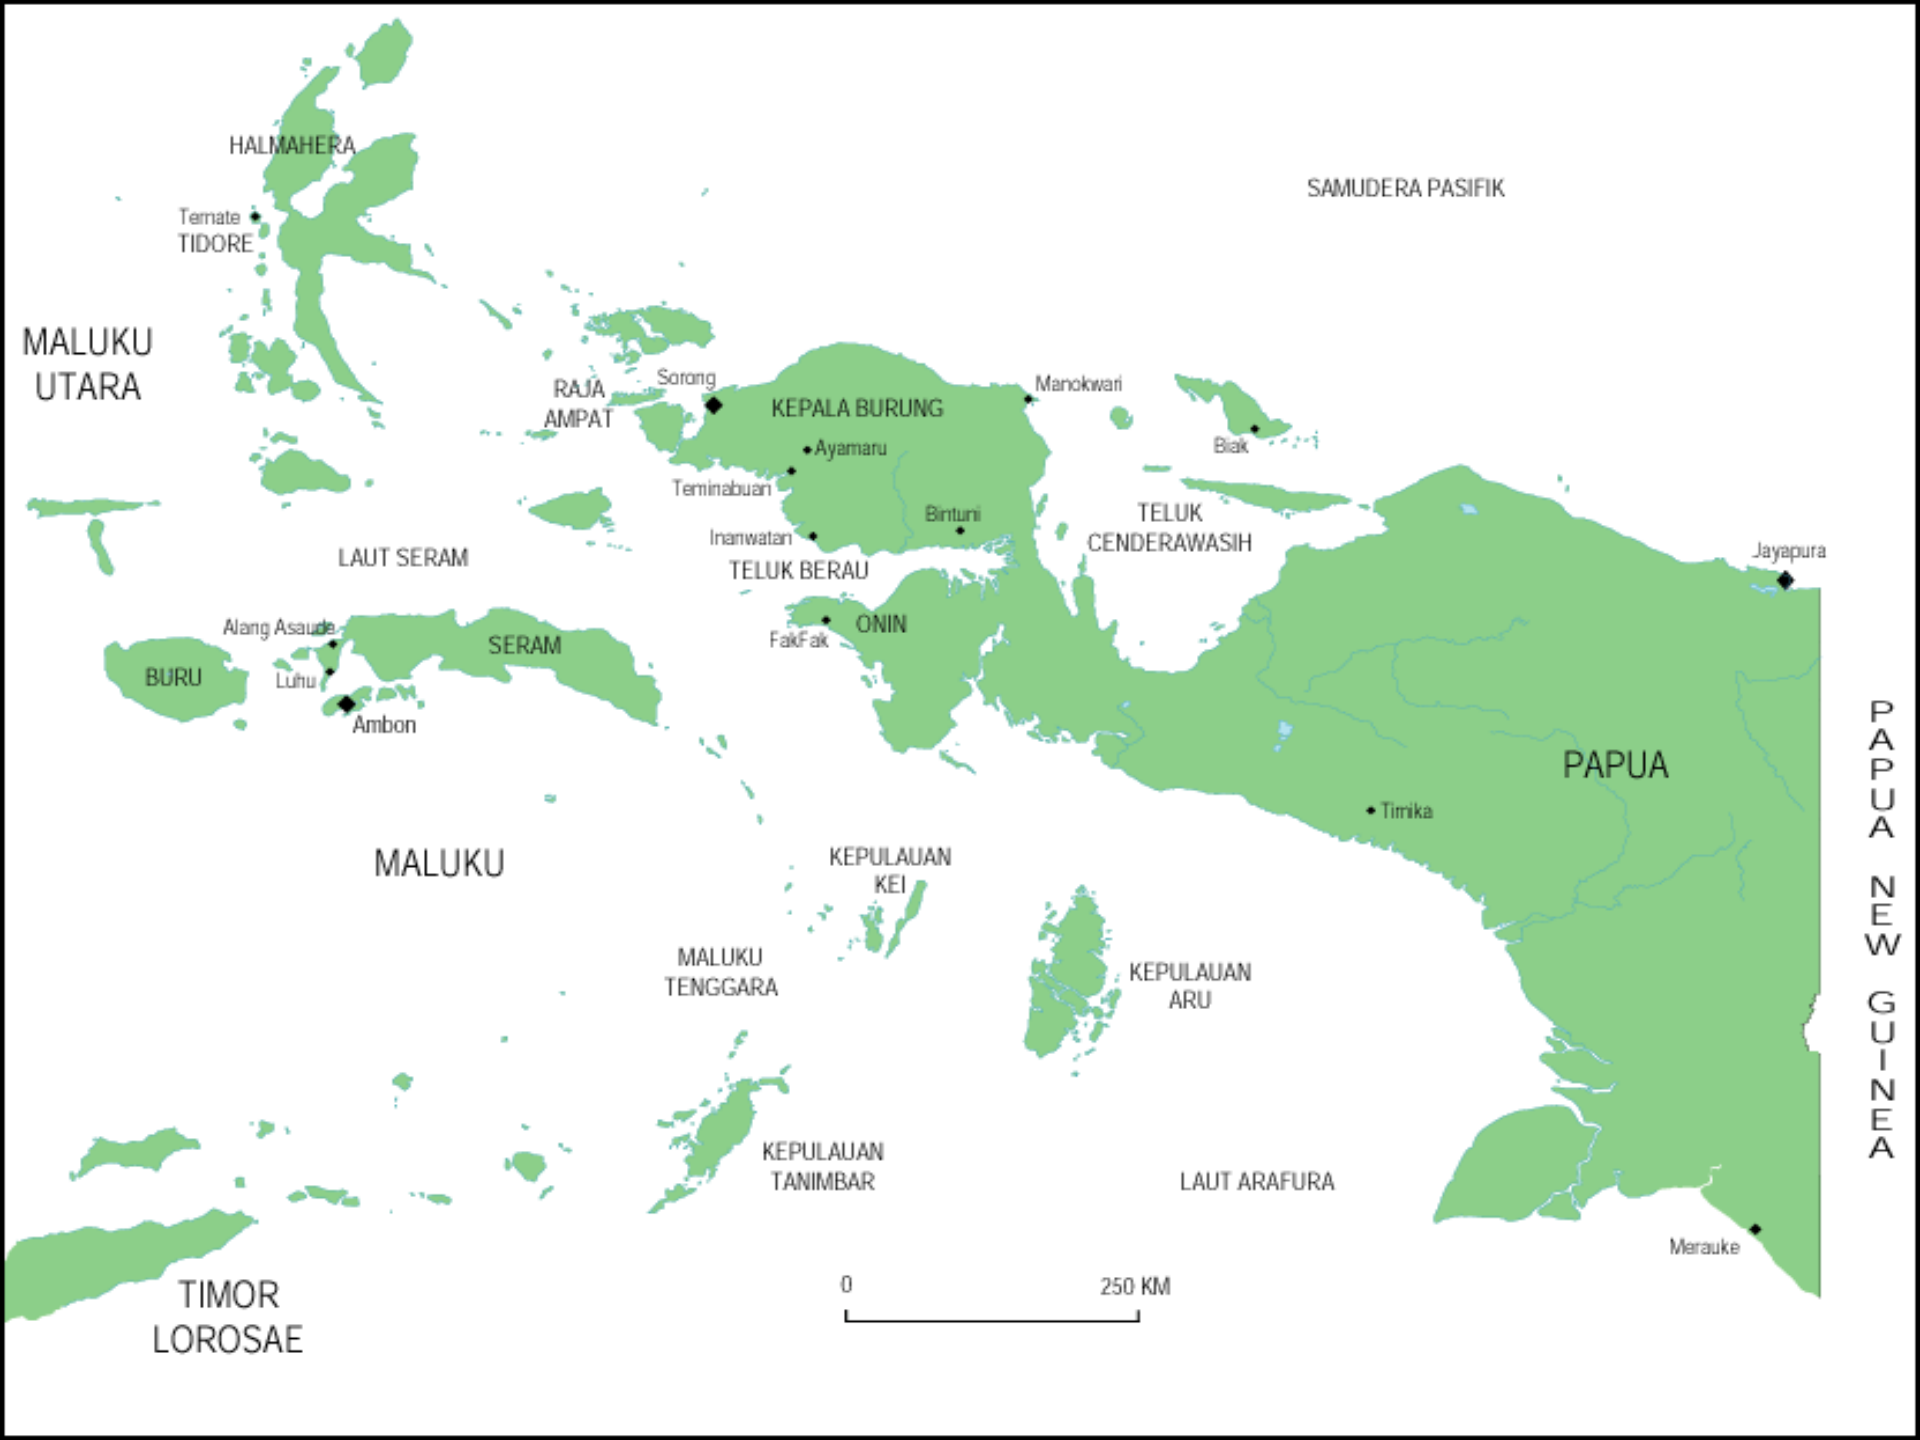 HALMAHERA
SAMUDERA PASIFIK
Ternate
TIDORE
MALUKU
UTARA
RAJA
AMPAT
Sorong
KEPALA BURUNG
Manokwari
Biak
Ayamaru
Teminabuan
Bintuni
Inanwatan
TELUK
CENDERAWASIH
LAUT SERAM
TELUK BERAU
Jayapura
Alang Asaude
SERAM
FakFak
ONIN
BURU
Luhu
Ambon
PAPUA
PAPUA NEW GUINEA
Timika
MALUKU
KEPULAUAN
KEI
MALUKU
TENGGARA
KEPULAUAN
ARU
KEPULAUAN
TANIMBAR
LAUT ARAFURA
Merauke
TIMOR
LOROSAE
0 250 KM